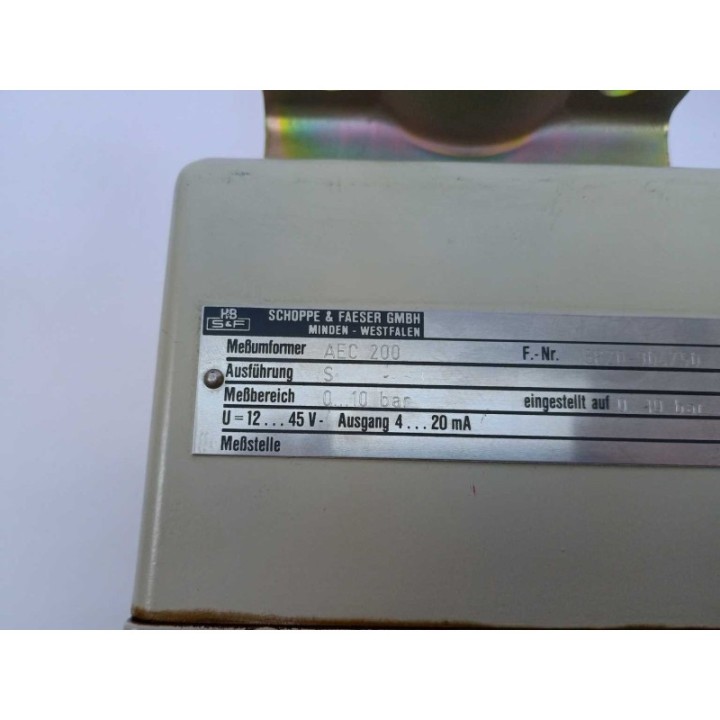 H&B
S&F
SCHOPPE & FAESER GMBH
MINDEN - WESTFALEN
Meßumformer AEC 200 F.-Nr.
Ausführung S
Meßbereich 0...10 bar eingestellt auf bar
U = 12 ... 45 V- Ausgang 4 ... 20 mA
Meßstelle